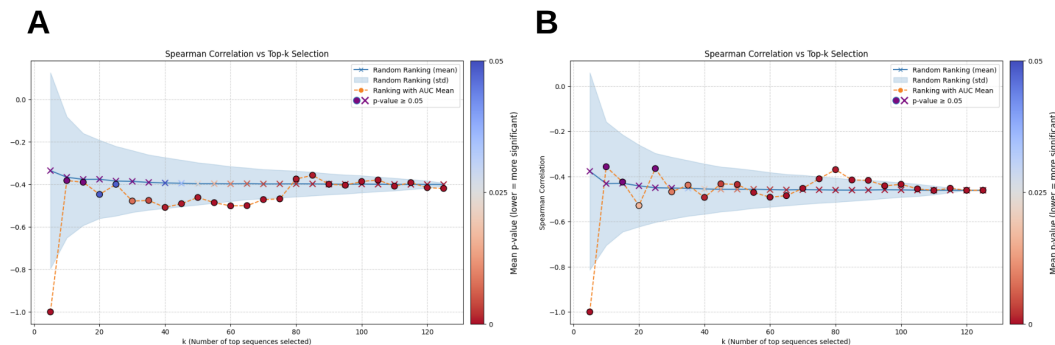 A
Spearman Correlation vs Top-k Selection
Random Ranking (mean)
Random Ranking (std)
Ranking with AUC Mean
p-value ≥ 0.05
0.0
−0.2
−0.4
−0.6
−0.8
−1.0
0 20 40 60 80 100 120
k (Number of top sequences selected)
0.05
0.025
0
Mean p-value (lower = more significant)
B
Spearman Correlation vs Top-k Selection
Random Ranking (mean)
Random Ranking (std)
Ranking with AUC Mean
p-value ≥ 0.05
Spearman Correlation
0.0
−0.2
−0.4
−0.6
−0.8
−1.0
0 20 40 60 80 100 120
k (Number of top sequences selected)
0.05
0.025
0
Mean p-value (lower = more significant)